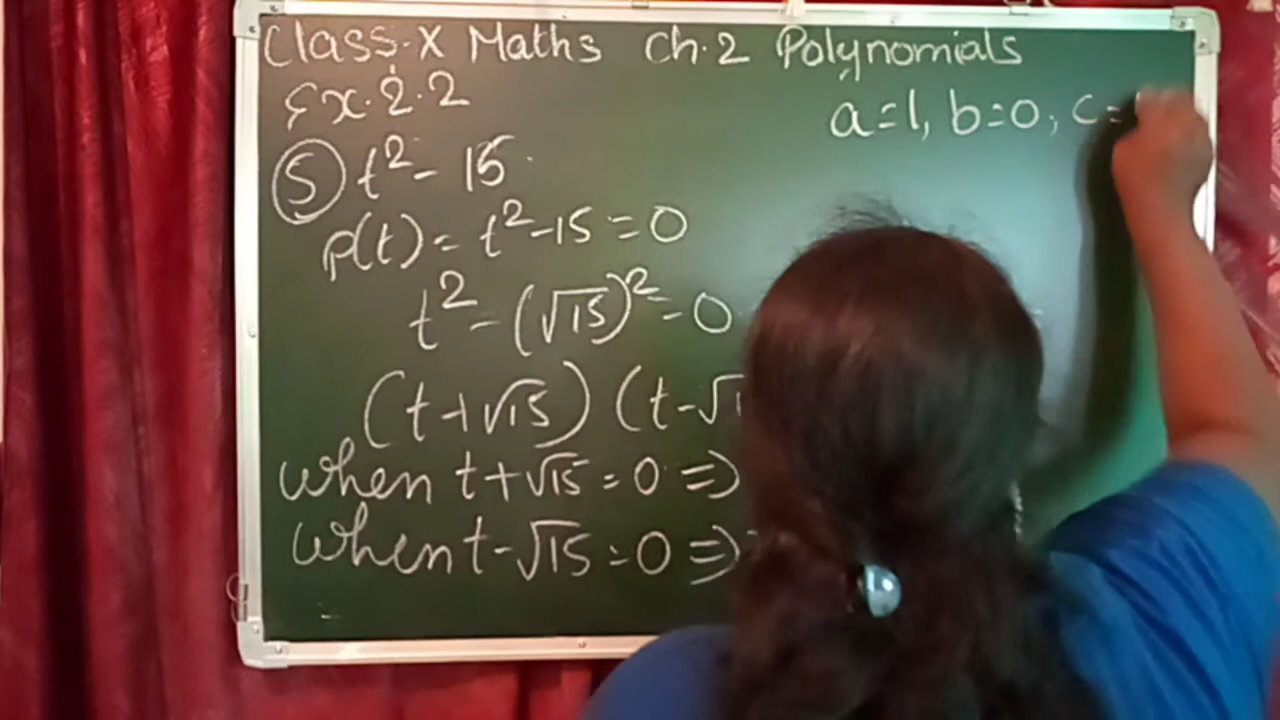 Class-X Maths Ch.2 Polynomials
Ex.2.2
a=1, b=0, c=
(5) t²- 15
p(t) = t²-15=0
t²-(√15)²=0
(t+√15) (t-√1
when t+√15=0 =>
when t-√15=0 =>